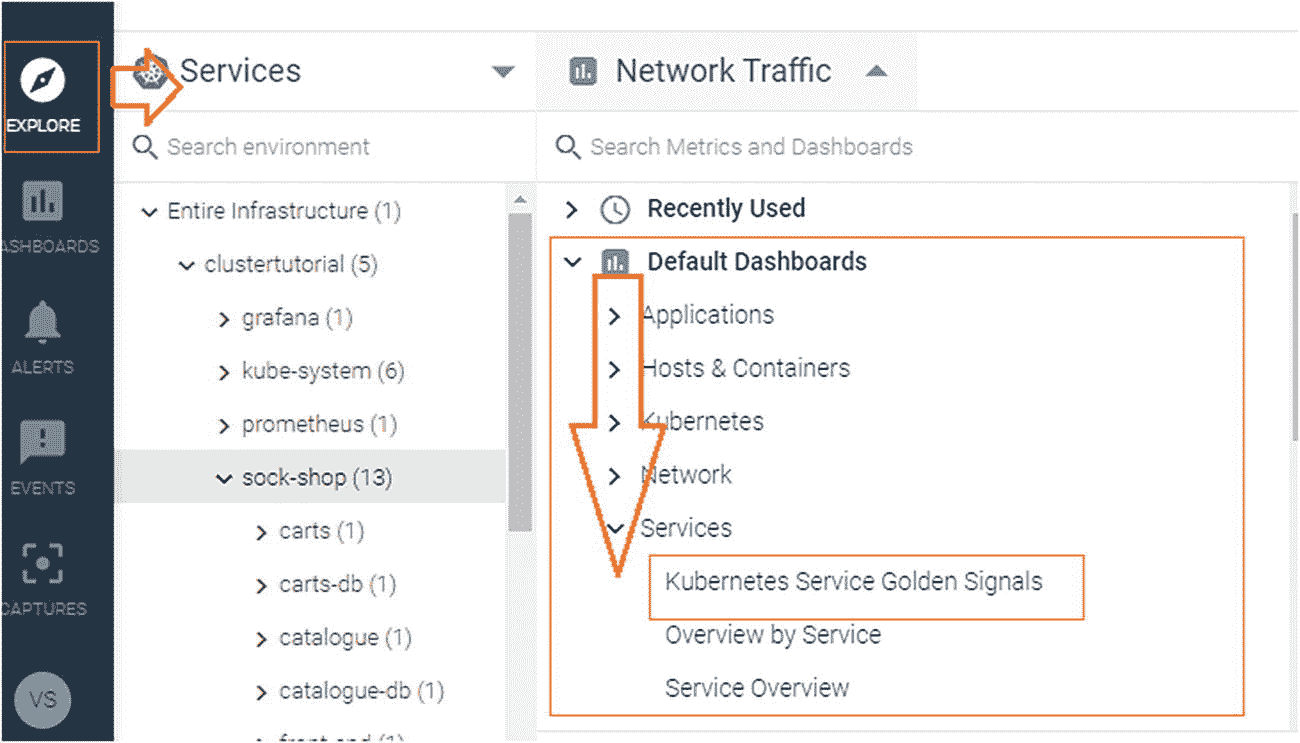 EXPLORE
ASHBOARDS
ALERTS
EVENTS
CAPTURES
VS
Services
Search environment
Entire Infrastructure (1)
clustertutorial (5)
grafana (1)
kube-system (6)
prometheus (1)
sock-shop (13)
carts (1)
carts-db (1)
catalogue (1)
catalogue-db (1)
front-end (1)
Network Traffic
Search Metrics and Dashboards
Recently Used
Default Dashboards
Applications
Hosts & Containers
Kubernetes
Network
Services
Kubernetes Service Golden Signals
Overview by Service
Service Overview